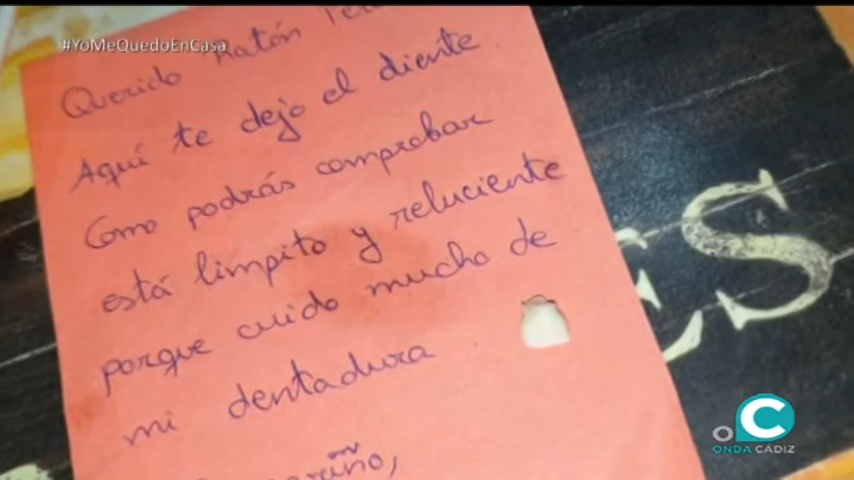 #YoMeQuedoEnCasa
Querido Ratón
Aquí te dejo el diente
Como podrás comprobar
está limpito y reluciente
porque cuido mucho de
mi dentadura
ES
ONDA CÁDIZ